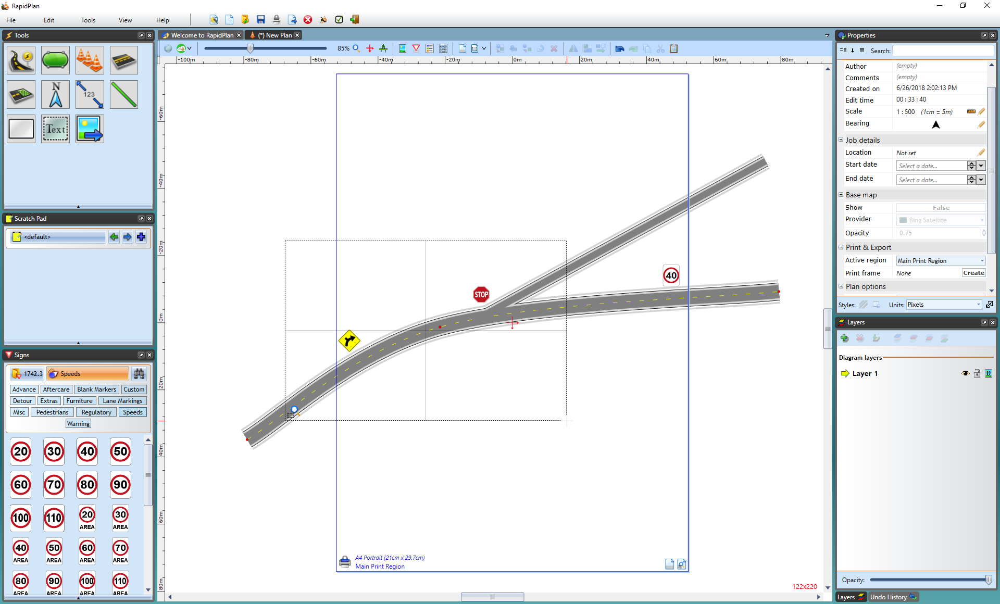 RapidPlan
File Edit Tools View Help
Tools
Welcome to RapidPlan
(*) New Plan
Properties
85%
Search:
-100m -80m -60m -40m -20m 0m 20m 40m 60m 80m
N
123
Text
Author (empty)
Comments (empty)
Created on 6/26/2018 2:02:13 PM
Edit time 00 : 33 : 40
Scale 1 : 500 (1cm = 5m)
Bearing
Job details
Location Not set
Start date Select a date...
End date Select a date...
Base map
Show False
Provider Bing Satellite
Opacity 0.75
Print & Export
Active region Main Print Region
Print frame None Create
Plan options
Styles: Units: Pixels
Scratch Pad
<default>
-60m
-40m
-20m
0m
20m
40m
60m
80m
STOP
40
Signs
1742.3 Speeds
Advance Aftercare Blank Markers Custom
Detour Extras Furniture Lane Markings
Misc Pedestrians Regulatory Speeds
Warning
20 30 40 50
60 70 80 90
100 110 20 AREA 30 AREA
40 AREA 50 AREA 60 AREA 70 AREA
80 AREA 90 AREA 100 AREA 110 AREA
A4 Portrait (21cm x 29.7cm)
Main Print Region
122x220
Layers
Diagram layers
Layer 1
D
Opacity:
Layers Undo History